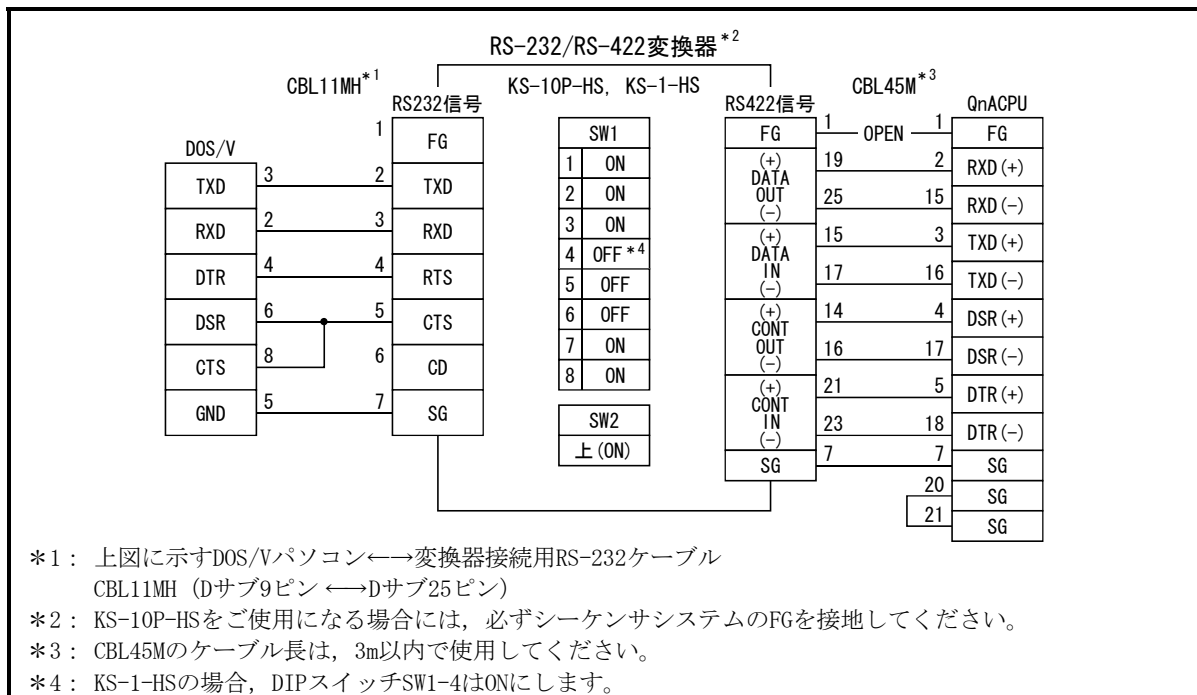 RS-232/RS-422変換器*2
CBL11MH*1 KS-10P-HS, KS-1-HS CBL45M*3
RS232信号 RS422信号 QnACPU
DOS/V
TXD 3 2 TXD
RXD 2 3 RXD
DTR 4 4 RTS
DSR 6 5 CTS
CTS 8 6 CD
GND 5 7 SG
1 FG
SW1
1 ON
2 ON
3 ON
4 OFF*4
5 OFF
6 OFF
7 ON
8 ON
SW2
上(ON)
FG 1 OPEN 1 FG
(+)
DATA
OUT
(-)
19 2 RXD(+)
25 15 RXD(-)
(+)
DATA
IN
(-)
15 3 TXD(+)
17 16 TXD(-)
(+)
CONT
OUT
(-)
14 4 DSR(+)
16 17 DSR(-)
(+)
CONT
IN
(-)
21 5 DTR(+)
23 18 DTR(-)
SG 7 7 SG
20 SG
21 SG
*1: 上図に示すDOS/Vパソコン←→変換器接続用RS-232ケーブル
CBL11MH (Dサブ9ピン←→Dサブ25ピン)
*2: KS-10P-HSをご使用になる場合には，必ずシーケンサシステムのFGを接地してください。
*3: CBL45Mのケーブル長は，3m以内で使用してください。
*4: KS-1-HSの場合，DIPスイッチSW1-4はONにします。